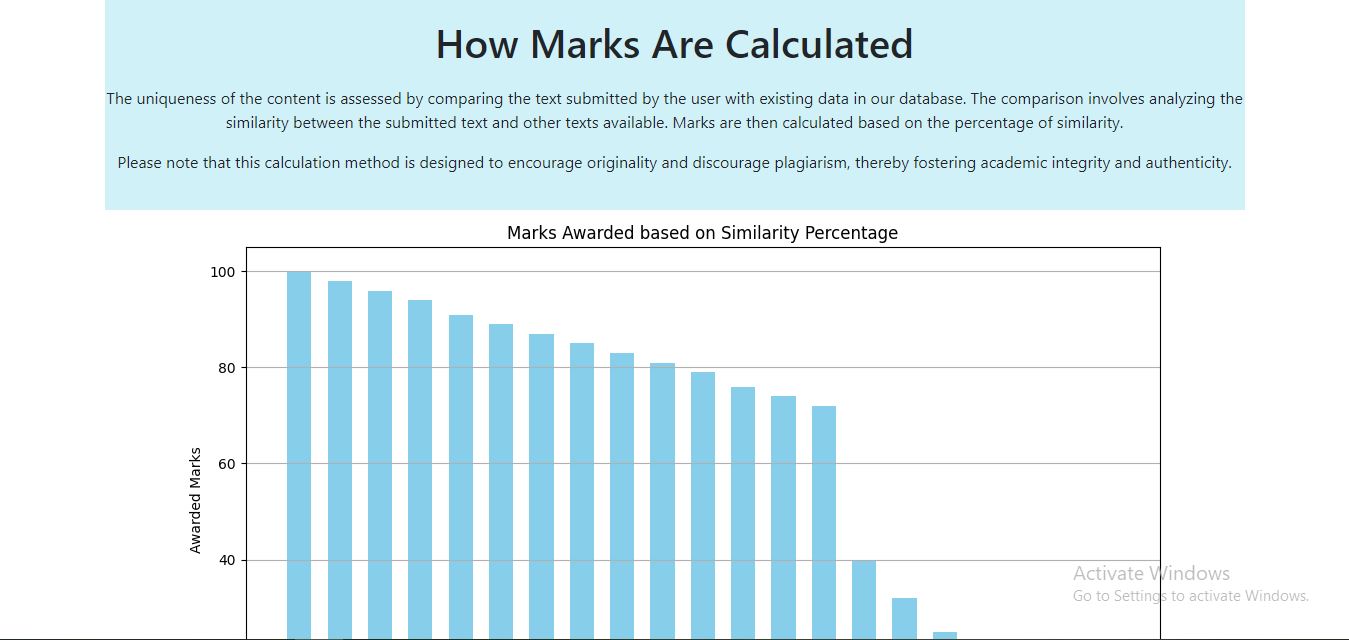 How Marks Are Calculated
The uniqueness of the content is assessed by comparing the text submitted by the user with existing data in our database. The comparison involves analyzing the
similarity between the submitted text and other texts available. Marks are then calculated based on the percentage of similarity.
Please note that this calculation method is designed to encourage originality and discourage plagiarism, thereby fostering academic integrity and authenticity.
Marks Awarded based on Similarity Percentage
100
80
60
Awarded Marks
40
Activate Windows
Go to Settings to activate Windows.